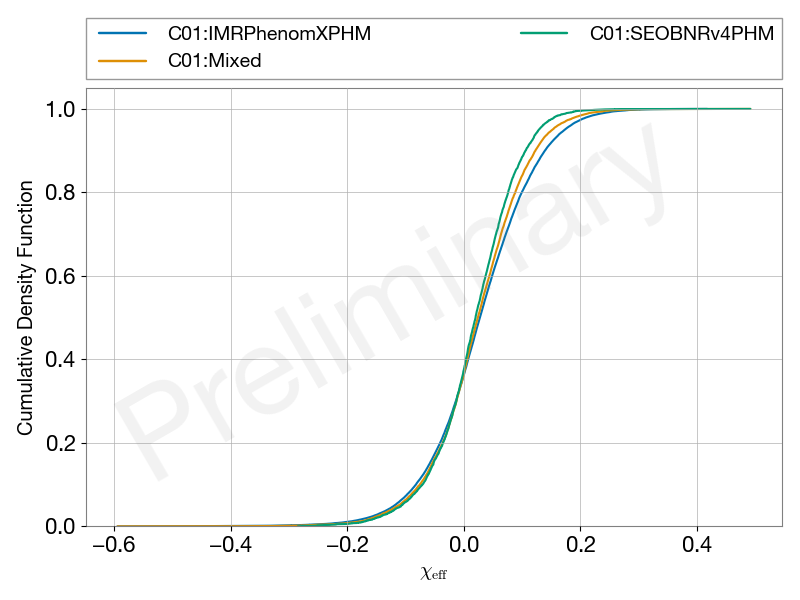 C01:IMRPhenomXPHM
C01:Mixed
C01:SEOBNRv4PHM
Preliminary
Cumulative Density Function
1.0
0.8
0.6
0.4
0.2
0.0
−0.6 −0.4 −0.2 0.0 0.2 0.4
χeff